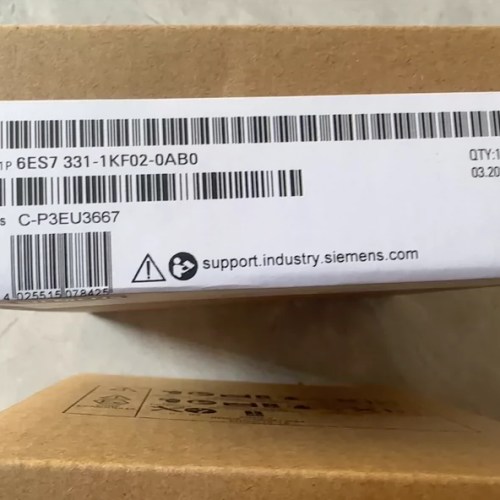 1P 6ES7 331-1KF02-0AB0
QTY:1
03.20
S C-P3EU3667
support.industry.siemens.com
4 025515 078425